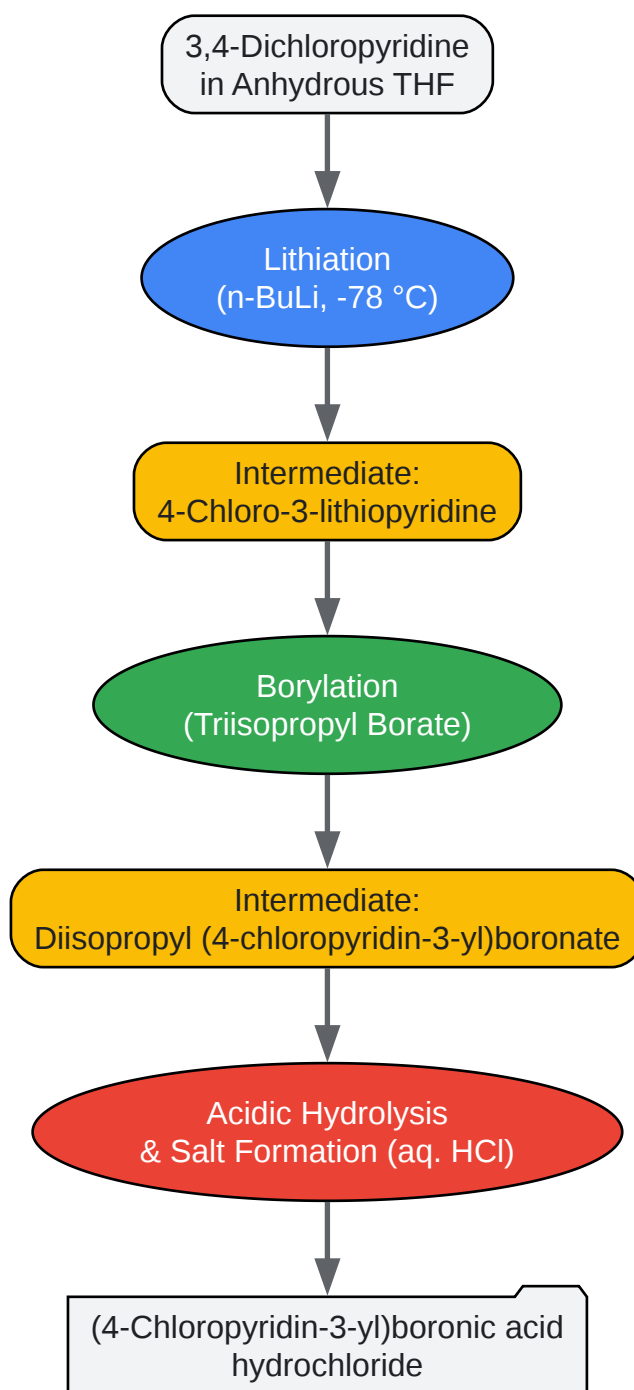 3,4-Dichloropyridine
in Anhydrous THF
Lithiation
(n-BuLi, -78 °C)
Intermediate:
4-Chloro-3-lithiopyridine
Borylation
(Triisopropyl Borate)
Intermediate:
Diisopropyl (4-chloropyridin-3-yl)boronate
Acidic Hydrolysis
& Salt Formation (aq. HCl)
(4-Chloropyridin-3-yl)boronic acid
hydrochloride